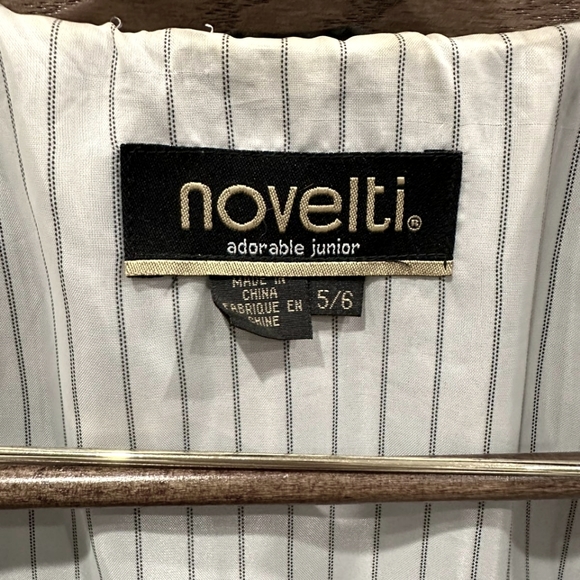 novelti®
adorable junior
MADE IN
CHINA
FABRIQUE EN
CHINE
5/6